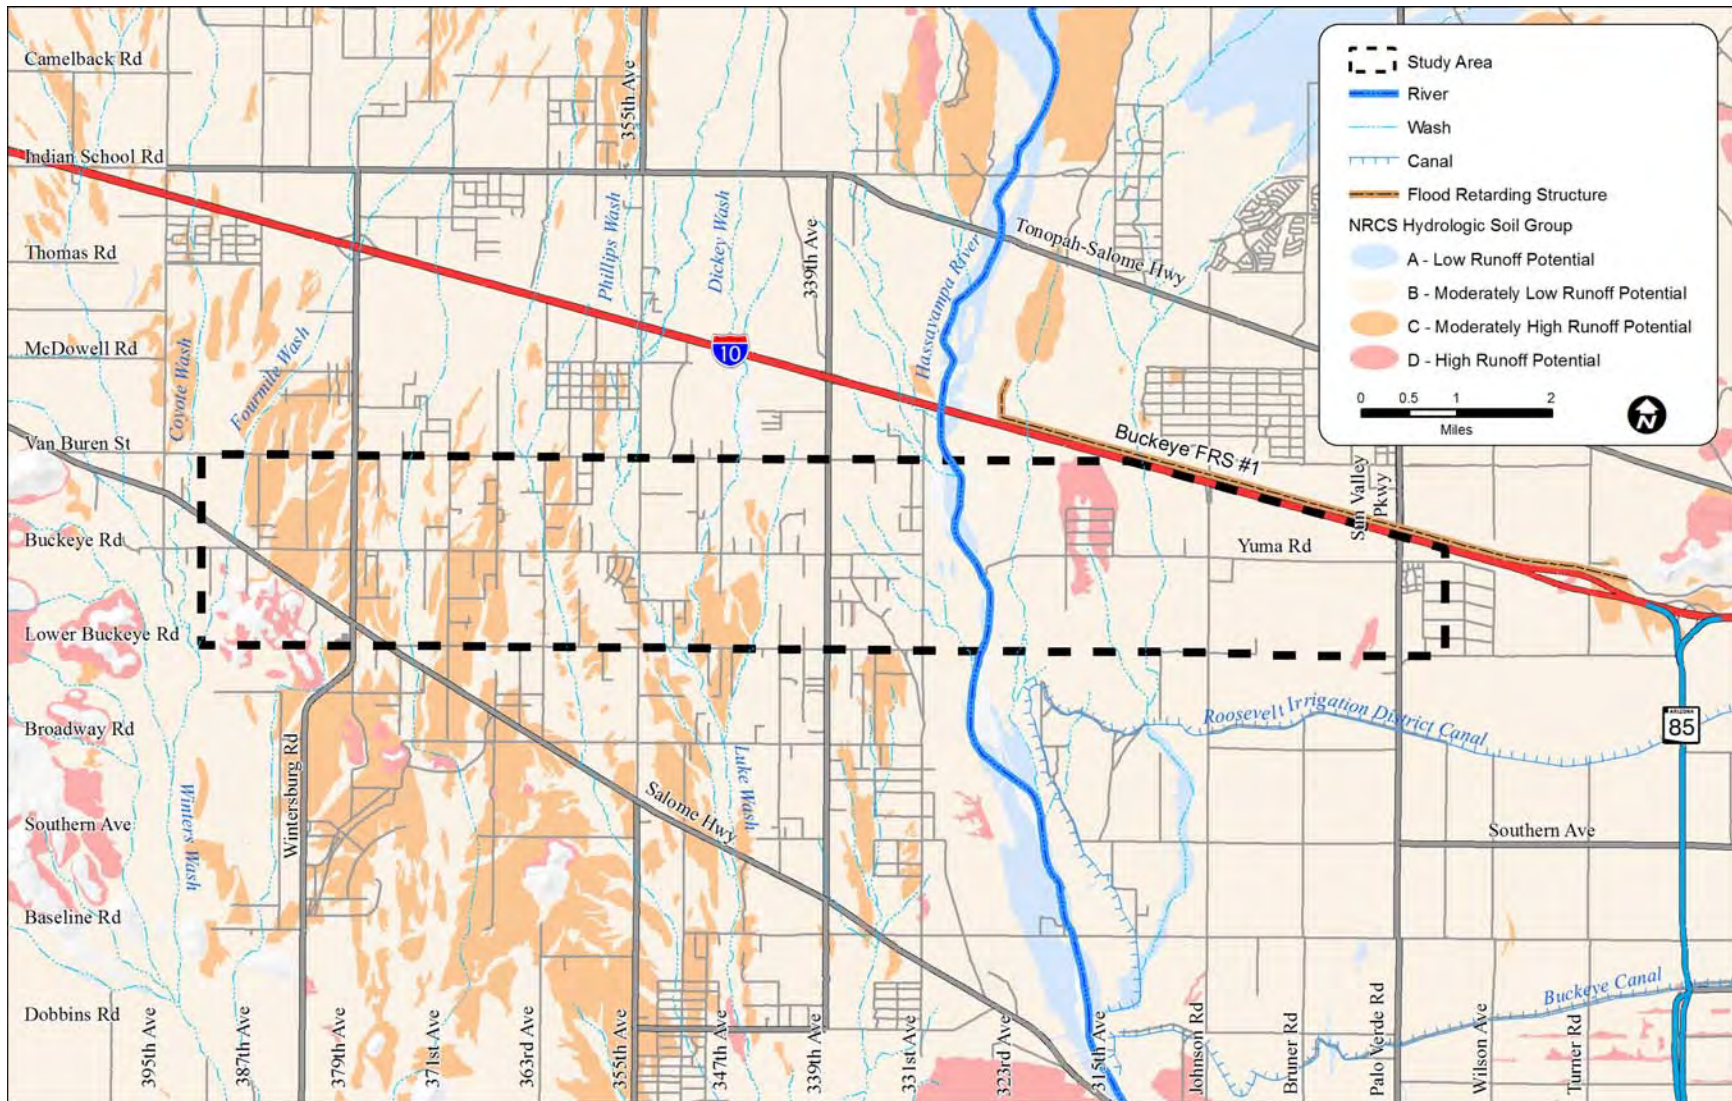 Camelback Rd
Indian School Rd
Thomas Rd
McDowell Rd
Van Buren St
Buckeye Rd
Lower Buckeye Rd
Broadway Rd
Southern Ave
Baseline Rd
Dobbins Rd
355th Ave
339th Ave
Coyote Wash
Fourmile Wash
Phillips Wash
Dickey Wash
Hassayampa River
Tonopah-Salome Hwy
10
Buckeye FRS #1
Sun Valley
Pkwy
Yuma Rd
Roosevelt Irrigation District Canal
ARIZONA
85
Winters Wash
Wintersburg Rd
Luke Wash
Salome Hwy
Southern Ave
Buckeye Canal
395th Ave
387th Ave
379th Ave
371st Ave
363rd Ave
355th Ave
347th Ave
339th Ave
331st Ave
323rd Ave
315th Ave
Johnson Rd
Bruner Rd
Palo Verde Rd
Wilson Ave
Turner Rd
Study Area
River
Wash
Canal
Flood Retarding Structure
NRCS Hydrologic Soil Group
A - Low Runoff Potential
B - Moderately Low Runoff Potential
C - Moderately High Runoff Potential
D - High Runoff Potential
0 0.5 1 2
Miles
N